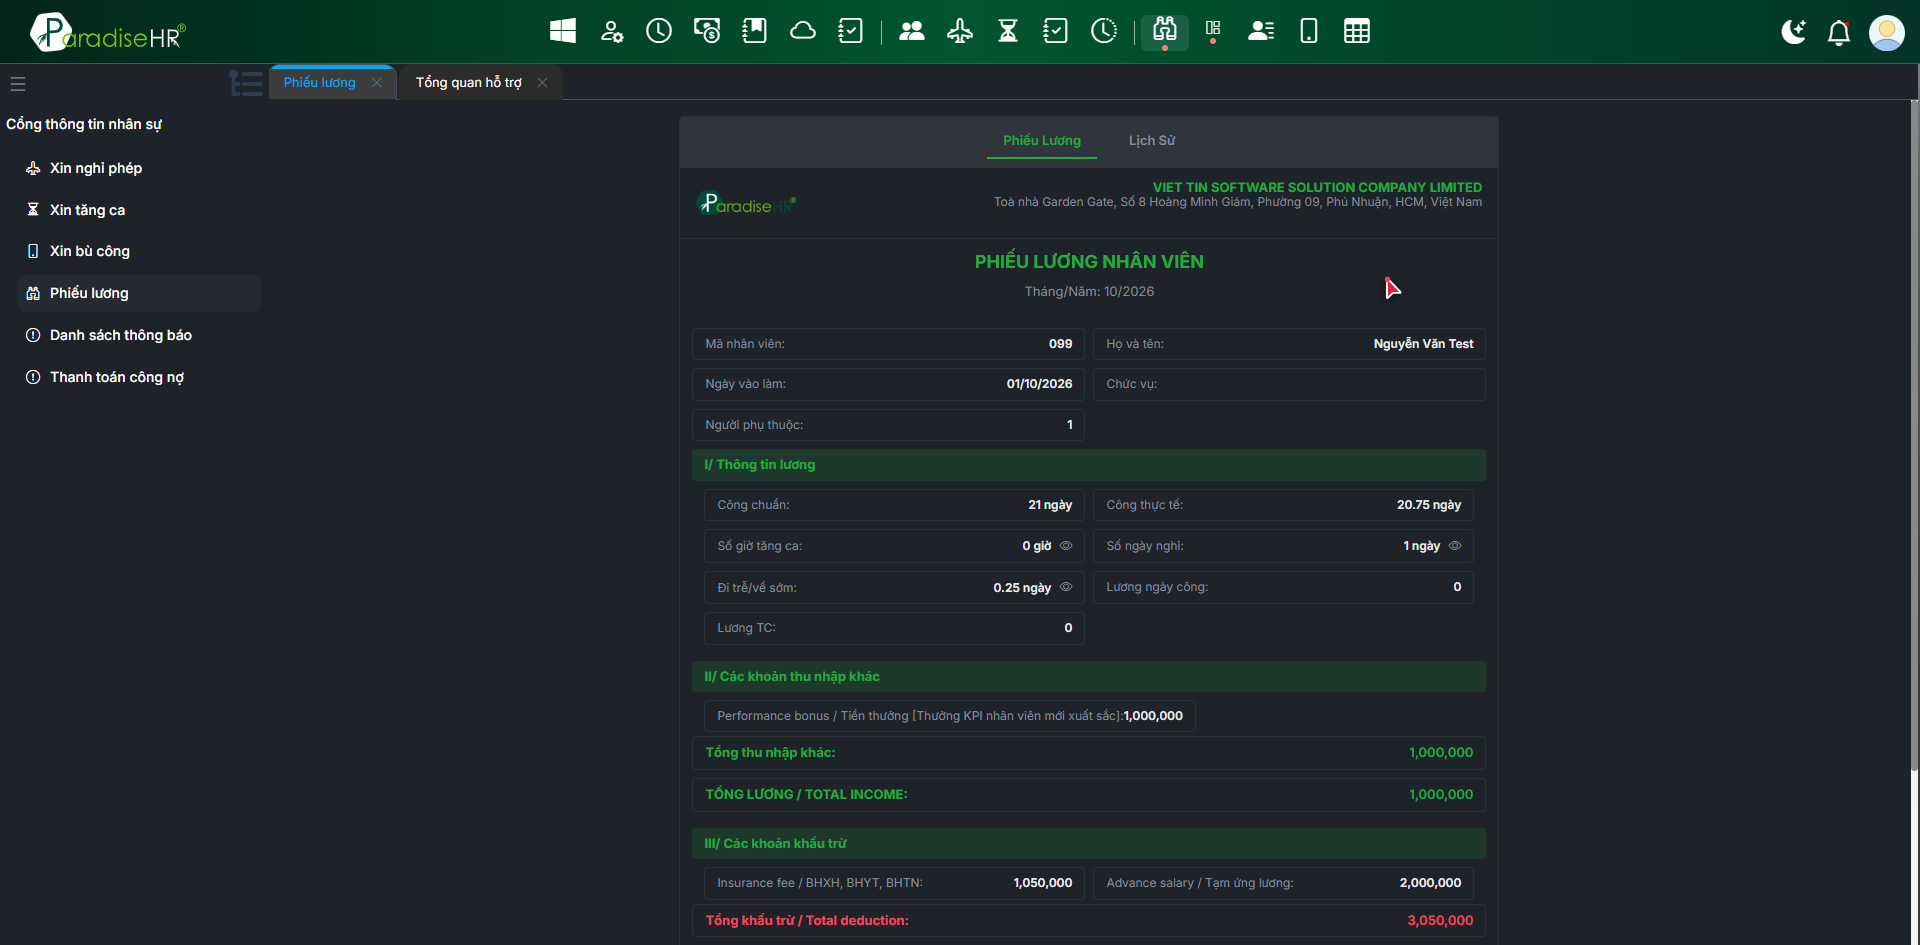 ParadiseHR®
Phiếu lương
Tổng quan hỗ trợ
Cổng thông tin nhân sự
Xin nghỉ phép
Xin tăng ca
Xin bù công
Phiếu lương
Danh sách thông báo
Thanh toán công nợ
Phiếu Lương
Lịch Sử
ParadiseHR®
VIET TIN SOFTWARE SOLUTION COMPANY LIMITED
Toà nhà Garden Gate, Số 8 Hoàng Minh Giám, Phường 09, Phú Nhuận, HCM, Việt Nam
PHIẾU LƯƠNG NHÂN VIÊN
Tháng/Năm: 10/2026
Mã nhân viên: 099
Họ và tên: Nguyễn Văn Test
Ngày vào làm: 01/10/2026
Chức vụ:
Người phụ thuộc: 1
I/ Thông tin lương
Công chuẩn: 21 ngày
Công thực tế: 20.75 ngày
Số giờ tăng ca: 0 giờ
Số ngày nghỉ: 1 ngày
Đi trễ/về sớm: 0.25 ngày
Lương ngày công: 0
Lương TC: 0
II/ Các khoản thu nhập khác
Performance bonus / Tiền thưởng [Thưởng KPI nhân viên mới xuất sắc]:1,000,000
Tổng thu nhập khác: 1,000,000
TỔNG LƯƠNG / TOTAL INCOME: 1,000,000
III/ Các khoản khấu trừ
Insurance fee / BHXH, BHYT, BHTN: 1,050,000
Advance salary / Tạm ứng lương: 2,000,000
Tổng khấu trừ / Total deduction: 3,050,000